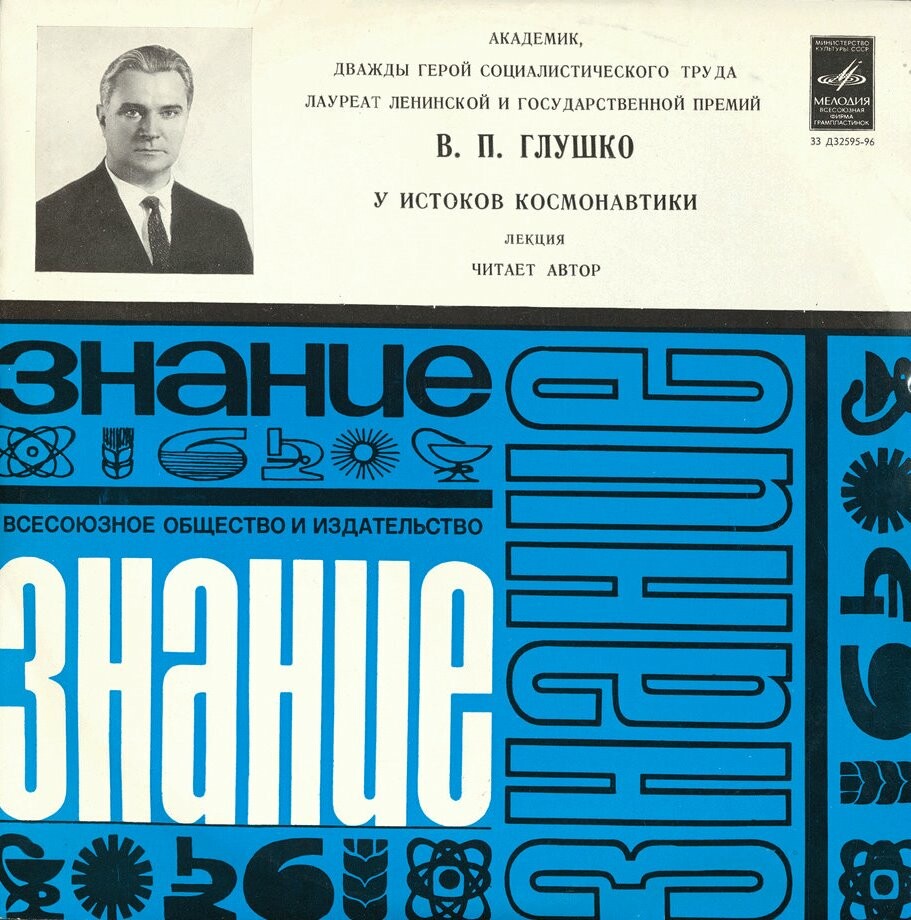 АКАДЕМИК,
ДВАЖДЫ ГЕРОЙ СОЦИАЛИСТИЧЕСКОГО ТРУДА
ЛАУРЕАТ ЛЕНИНСКОЙ И ГОСУДАРСТВЕННОЙ ПРЕМИЙ
В. П. ГЛУШКО
У ИСТОКОВ КОСМОНАВТИКИ
ЛЕКЦИЯ
ЧИТАЕТ АВТОР
МИНИСТЕРСТВО
КУЛЬТУРЫ СССР
МЕЛОДИЯ
ВСЕСОЮЗНАЯ
ФИРМА
ГРАМПЛАСТИНОК
33 Д32595-96
знание
ВСЕСОЮЗНОЕ ОБЩЕСТВО И ИЗДАТЕЛЬСТВО
знание
знание